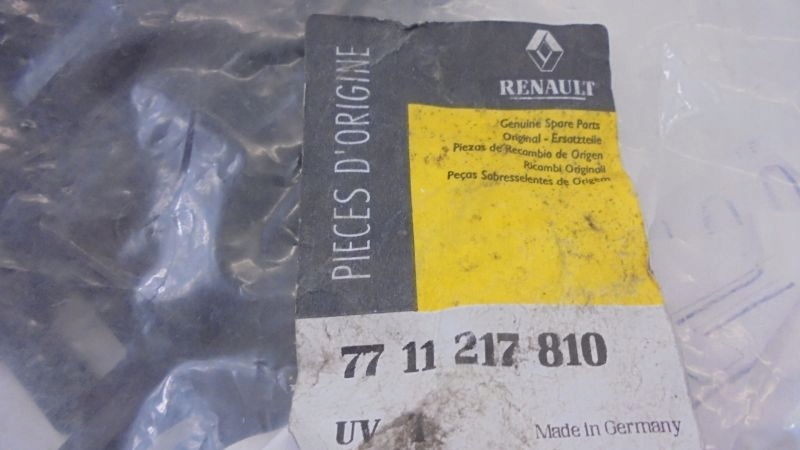 PIECES D'ORIGINE
RENAULT
Genuine Spare Parts
Original - Ersatzteile
Piezas de Recambio de Origen
Ricambi Originali
Peças Sobresselentes de Origem
77 11 217 810
UV 1
Made in Germany